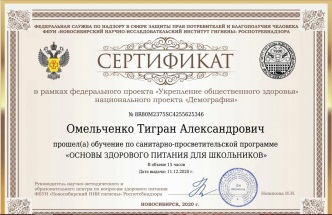 ФЕДЕРАЛЬНАЯ СЛУЖБА ПО НАДЗОРУ В СФЕРЕ ЗАЩИТЫ ПРАВ ПОТРЕБИТЕЛЕЙ И БЛАГОПОЛУЧИЯ ЧЕЛОВЕКА
ФБУН «НОВОСИБИРСКИЙ НАУЧНО-ИССЛЕДОВАТЕЛЬСКИЙ ИНСТИТУТ ГИГИЕНЫ» РОСПОТРЕБНАДЗОРА
СЕРТИФИКАТ
в рамках федерального проекта «Укрепление общественного здоровья»
национального проекта «Демография»
№ 8R80M2375SC4255625346
Омельченко Тигран Александрович
прошел(а) обучение по санитарно-просветительской программе
«ОСНОВЫ ЗДОРОВОГО ПИТАНИЯ ДЛЯ ШКОЛЬНИКОВ»
В объеме 15 часов
Дата выдачи: 11.12.2020 г.
Руководитель научно-методического и
образовательного центра по вопросам здорового питания
ФБУН «Новосибирский НИИ гигиены» Роспотребнадзора
НОВОСИБИРСК, 2020 г.